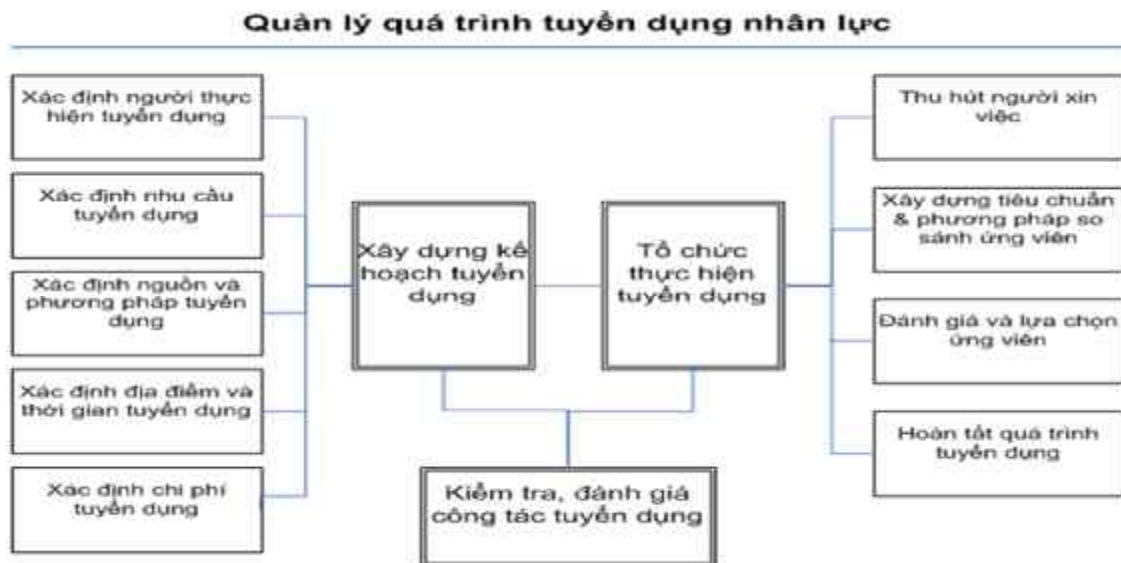 Quản lý quá trình tuyển dụng nhân lực
Xác định người thực
hiện tuyển dụng
Xác định nhu cầu
tuyển dụng
Xác định nguồn và
phương pháp tuyển
dụng
Xác định địa điểm và
thời gian tuyển dụng
Xác định chi phí
tuyển dụng
Xây dựng kế
hoạch tuyển
dụng
Tổ chức
thực hiện
tuyển dụng
Kiểm tra, đánh giá
công tác tuyển dụng
Thu hút người xin
việc
Xây dựng tiêu chuẩn
& phương pháp so
sánh ứng viên
Đánh giá và lựa chọn
ứng viên
Hoàn tất quá trình
tuyển dụng